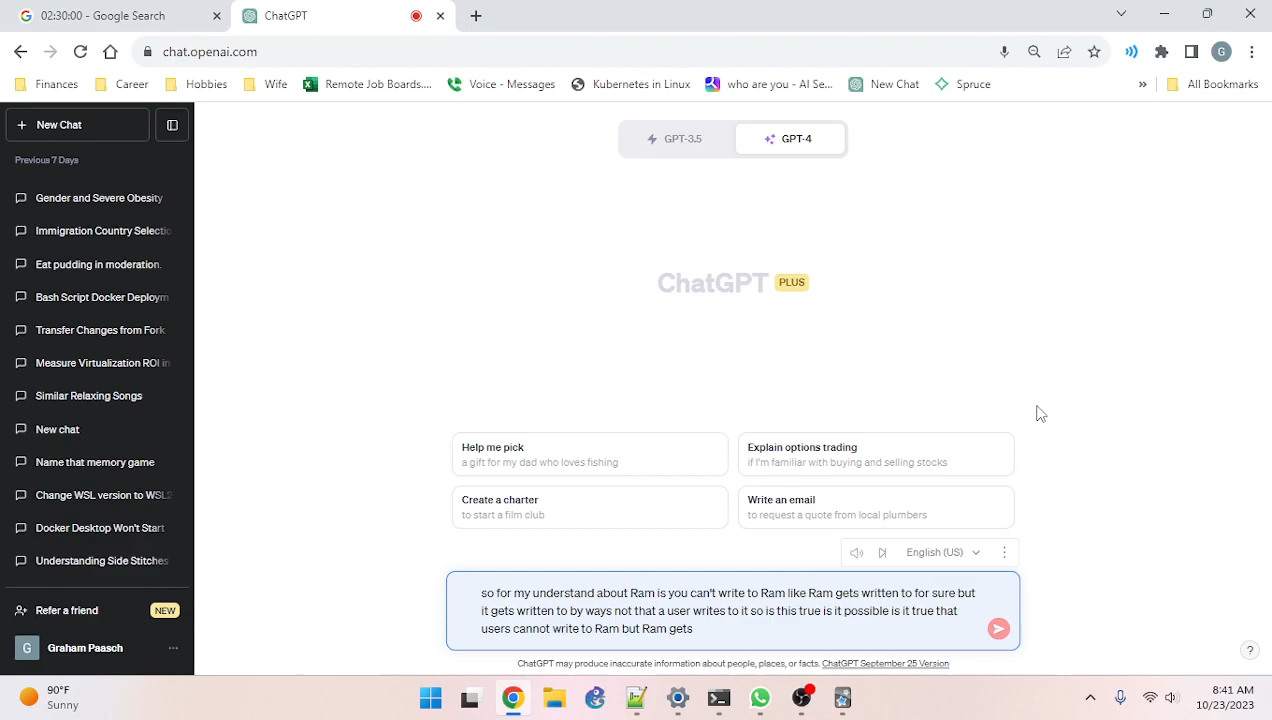 02:30:00 - Google Search
ChatGPT
chat.openai.com
G
Finances
Career
Hobbies
Wife
Remote Job Boards....
Voice - Messages
Kubernetes in Linux
who are you - AI Se...
New Chat
Spruce
»
All Bookmarks
New Chat
Previous 7 Days
Gender and Severe Obesity
Immigration Country Selectio
Eat pudding in moderation.
Bash Script Docker Deploym
Transfer Changes from Fork
Measure Virtualization ROI in
Similar Relaxing Songs
New chat
Name that memory game
Change WSL version to WSL2
Docker Desktop Won't Start
Understanding Side Stitches
Refer a friend
NEW
G
Graham Paasch
GPT-3.5
GPT-4
ChatGPT PLUS
Help me pick
a gift for my dad who loves fishing
Explain options trading
if I'm familiar with buying and selling stocks
Create a charter
to start a film club
Write an email
to request a quote from local plumbers
English (US)
so for my understand about Ram is you can't write to Ram like Ram gets written to for sure but
it gets written to by ways not that a user writes to it so is this true is it possible is it true that
users cannot write to Ram but Ram gets
ChatGPT may produce inaccurate information about people, places, or facts. ChatGPT September 25 Version
?
90°F
Sunny
8:41 AM
10/23/2023